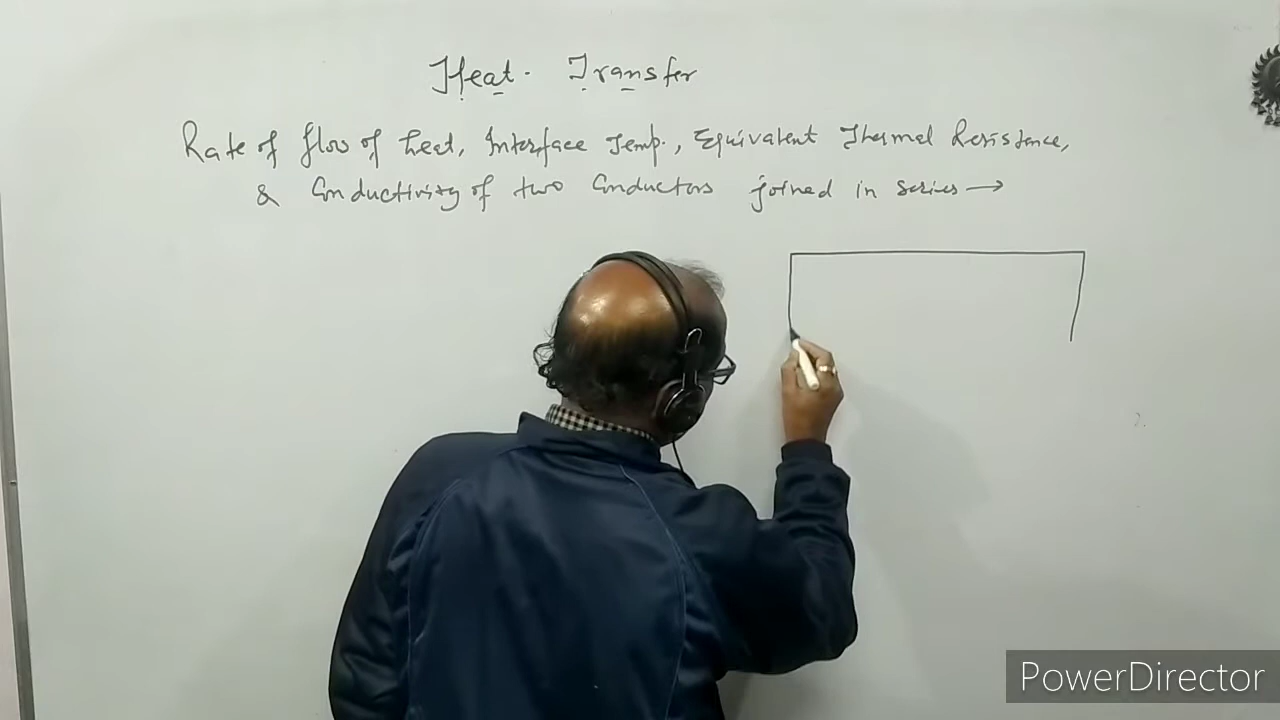 Heat. Transfer
Rate of flow of heat, Interface Temp., Equivalent Thermal Resistance,
& Conductivity of two Conductors joined in series →
PowerDirector